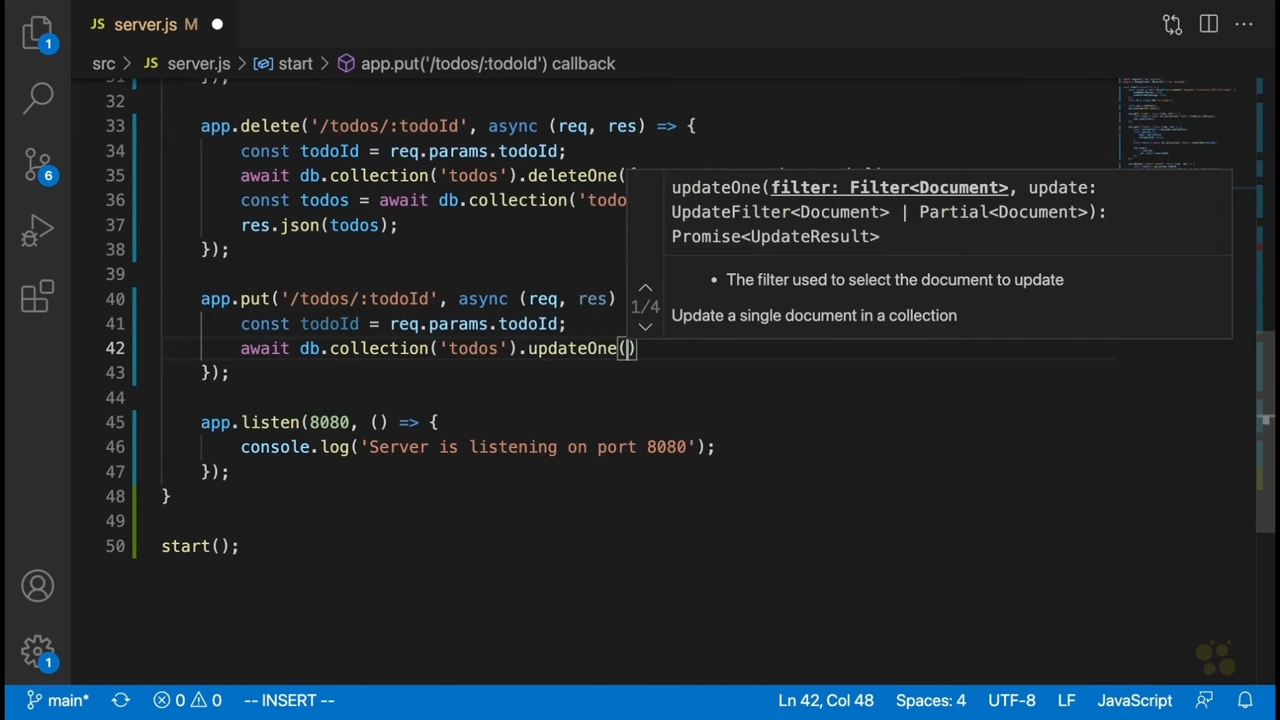 JS server.js M
src > JS server.js > start > app.put('/todos/:todoId') callback
31 });
32
33 app.delete('/todos/:todoId', async (req, res) => {
34 const todoId = req.params.todoId;
35 await db.collection('todos').deleteOne(
36 const todos = await db.collection('todo
37 res.json(todos);
38 });
39
40 app.put('/todos/:todoId', async (req, res)
41 const todoId = req.params.todoId;
42 await db.collection('todos').updateOne()
43 });
44
45 app.listen(8080, () => {
46 console.log('Server is listening on port 8080');
47 });
48 }
49
50 start();
updateOne(filter: Filter<Document>, update:
UpdateFilter<Document> | Partial<Document>):
Promise<UpdateResult>
• The filter used to select the document to update
1/4
Update a single document in a collection
1
6
1
main* 0 0 -- INSERT -- Ln 42, Col 48 Spaces: 4 UTF-8 LF JavaScript